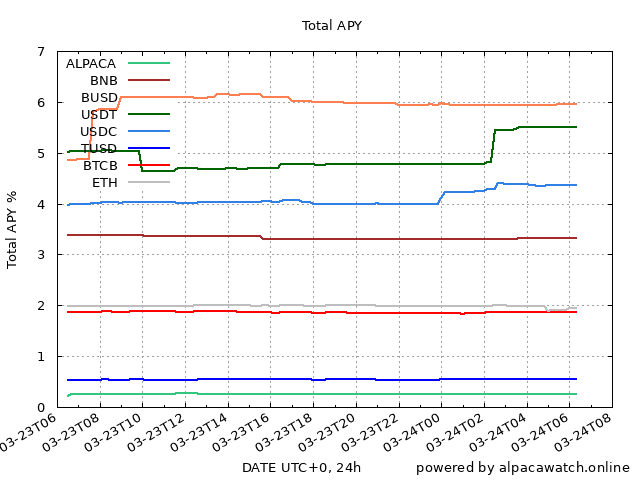 Total APY
7
6
5
4
3
2
1
0
Total APY %
ALPACA
BNB
BUSD
USDT
USDC
TUSD
BTCB
ETH
03-23T06
03-23T08
03-23T10
03-23T12
03-23T14
03-23T16
03-23T18
03-23T20
03-23T22
03-24T00
03-24T02
03-24T04
03-24T06
03-24T08
DATE UTC+0, 24h
powered by alpacawatch.online